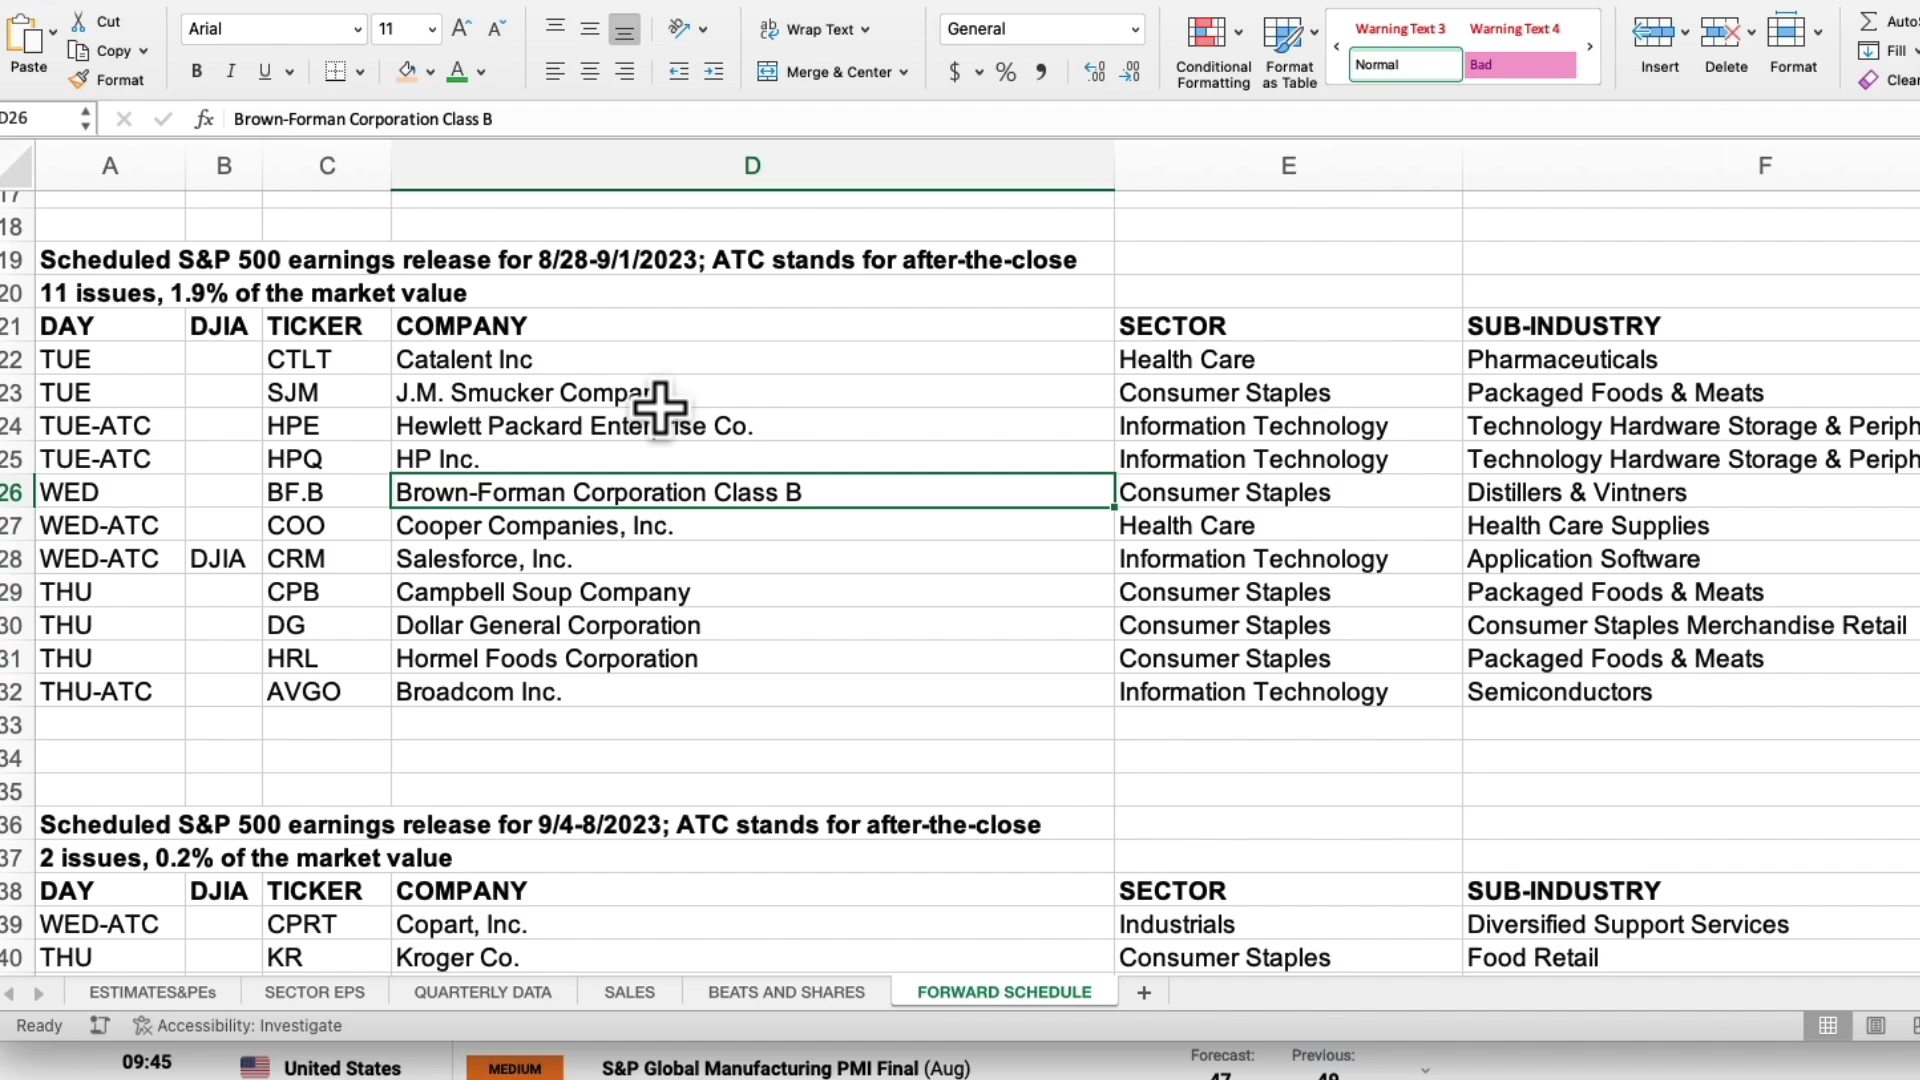 Paste
Cut
Copy
Format
Arial
11
B I U A
Wrap Text
Merge & Center
General
$ %
Conditional Formatting
Format as Table
Warning Text 3 Warning Text 4
Normal Bad
Insert Delete Format
Fill
D26 fx Brown-Forman Corporation Class B
A B C D E F
17
18
19 Scheduled S&P 500 earnings release for 8/28-9/1/2023; ATC stands for after-the-close
20 11 issues, 1.9% of the market value
21 DAY DJIA TICKER COMPANY SECTOR SUB-INDUSTRY
22 TUE CTLT Catalent Inc Health Care Pharmaceuticals
23 TUE SJM J.M. Smucker Company Consumer Staples Packaged Foods & Meats
24 TUE-ATC HPE Hewlett Packard Enterprise Co. Information Technology Technology Hardware Storage & Periph
25 TUE-ATC HPQ HP Inc. Information Technology Technology Hardware Storage & Periph
26 WED BF.B Brown-Forman Corporation Class B Consumer Staples Distillers & Vintners
27 WED-ATC COO Cooper Companies, Inc. Health Care Health Care Supplies
28 WED-ATC DJIA CRM Salesforce, Inc. Information Technology Application Software
29 THU CPB Campbell Soup Company Consumer Staples Packaged Foods & Meats
30 THU DG Dollar General Corporation Consumer Staples Consumer Staples Merchandise Retail
31 THU HRL Hormel Foods Corporation Consumer Staples Packaged Foods & Meats
32 THU-ATC AVGO Broadcom Inc. Information Technology Semiconductors
33
34
35
36 Scheduled S&P 500 earnings release for 9/4-8/2023; ATC stands for after-the-close
37 2 issues, 0.2% of the market value
38 DAY DJIA TICKER COMPANY SECTOR SUB-INDUSTRY
39 WED-ATC CPRT Copart, Inc. Industrials Diversified Support Services
40 THU KR Kroger Co. Consumer Staples Food Retail
ESTIMATES&PEs SECTOR EPS QUARTERLY DATA SALES BEATS AND SHARES FORWARD SCHEDULE +
Ready Accessibility: Investigate
09:45 United States MEDIUM S&P Global Manufacturing PMI Final (Aug) Forecast: Previous:
47 49